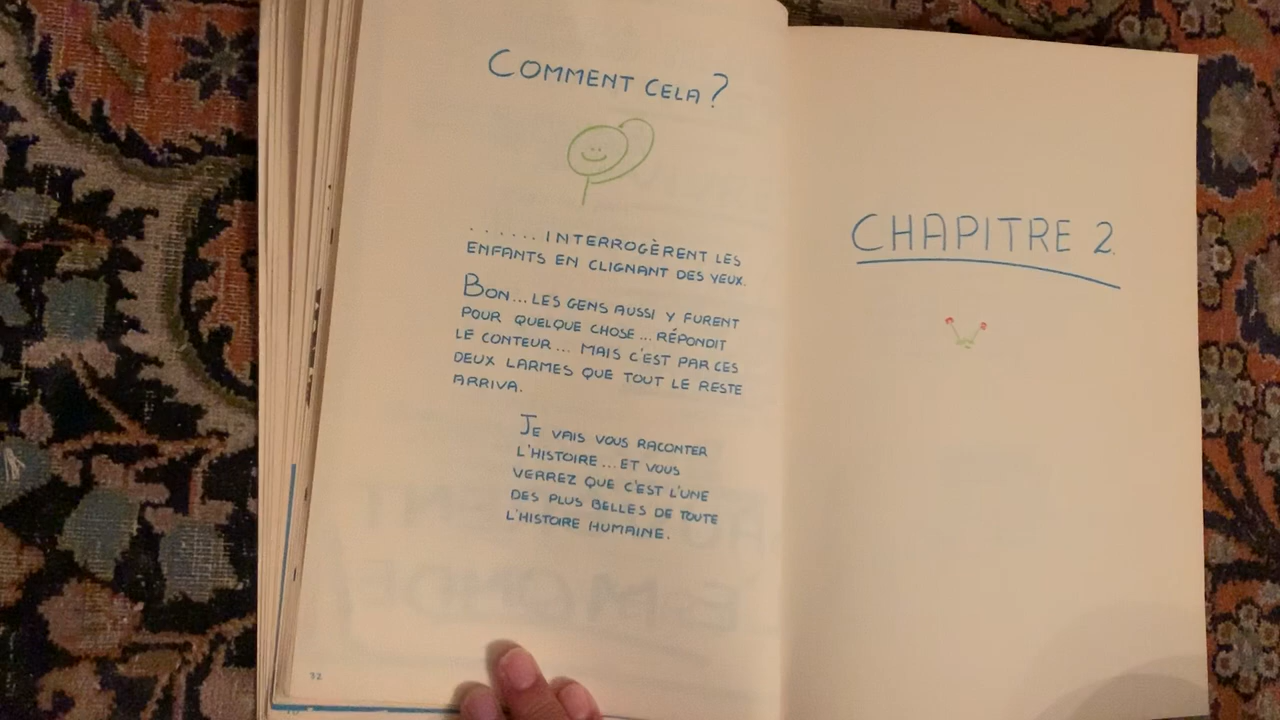 COMMENT CELA?
...... INTERROGÈRENT LES
ENFANTS EN CLIGNANT DES YEUX.
BON... LES GENS AUSSI Y FURENT
POUR QUELQUE CHOSE... RÉPONDIT
LE CONTEUR... MAIS C'EST PAR CES
DEUX LARMES QUE TOUT LE RESTE
ARRIVA.
JE VAIS VOUS RACONTER
L'HISTOIRE... ET VOUS
VERREZ QUE C'EST L'UNE
DES PLUS BELLES DE TOUTE
L'HISTOIRE HUMAINE.
32
CHAPITRE 2.